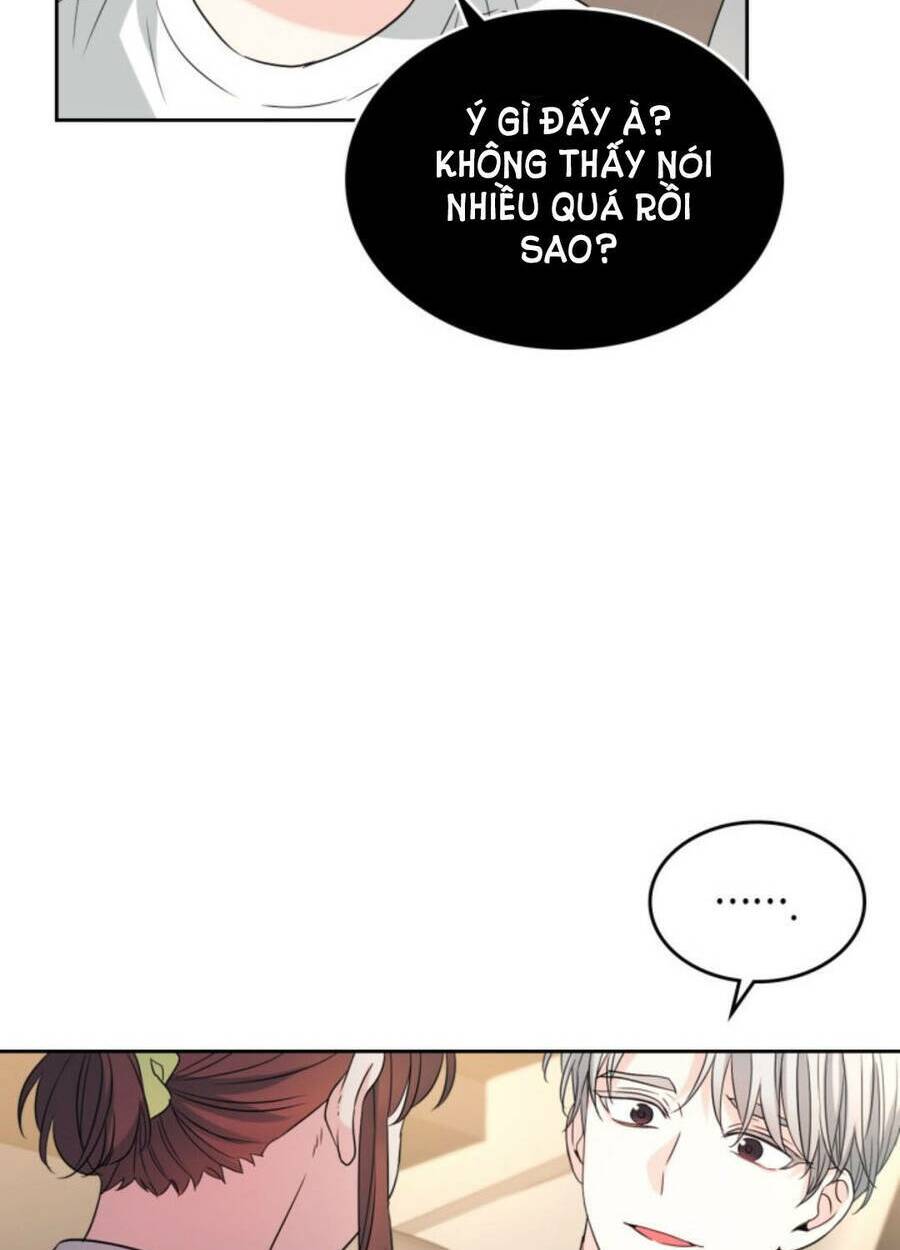 Ý GÌ ĐẤY À?
KHÔNG THẤY NÓI
NHIỀU QUÁ RỒI
SAO?
.......